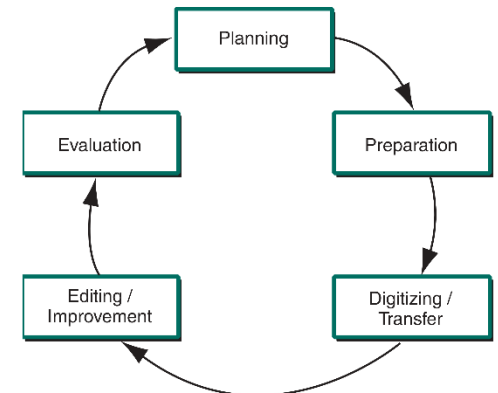 Planning
Preparation
Digitizing /
Transfer
Editing /
Improvement
Evaluation